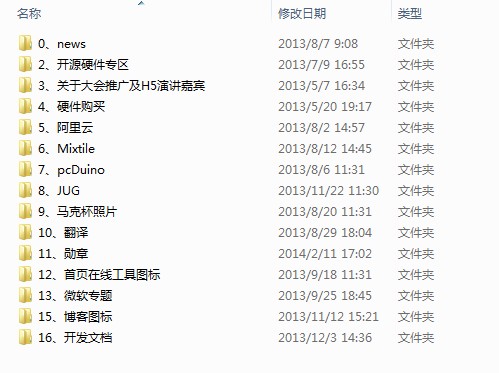 名称 修改日期 类型
0、news 2013/8/7 9:08 文件夹
2、开源硬件专区 2013/7/9 16:55 文件夹
3、关于大会推广及H5演讲嘉宾 2013/5/7 16:34 文件夹
4、硬件购买 2013/5/20 19:17 文件夹
5、阿里云 2013/8/2 14:57 文件夹
6、Mixtile 2013/8/12 14:45 文件夹
7、pcDuino 2013/8/6 11:31 文件夹
8、JUG 2013/11/22 11:30 文件夹
9、马克杯照片 2013/8/20 11:31 文件夹
10、翻译 2013/8/29 18:04 文件夹
11、勋章 2014/2/11 17:02 文件夹
12、首页在线工具图标 2013/9/18 11:31 文件夹
13、微软专题 2013/9/25 18:45 文件夹
15、博客图标 2013/11/12 15:21 文件夹
16、开发文档 2013/12/3 14:36 文件夹